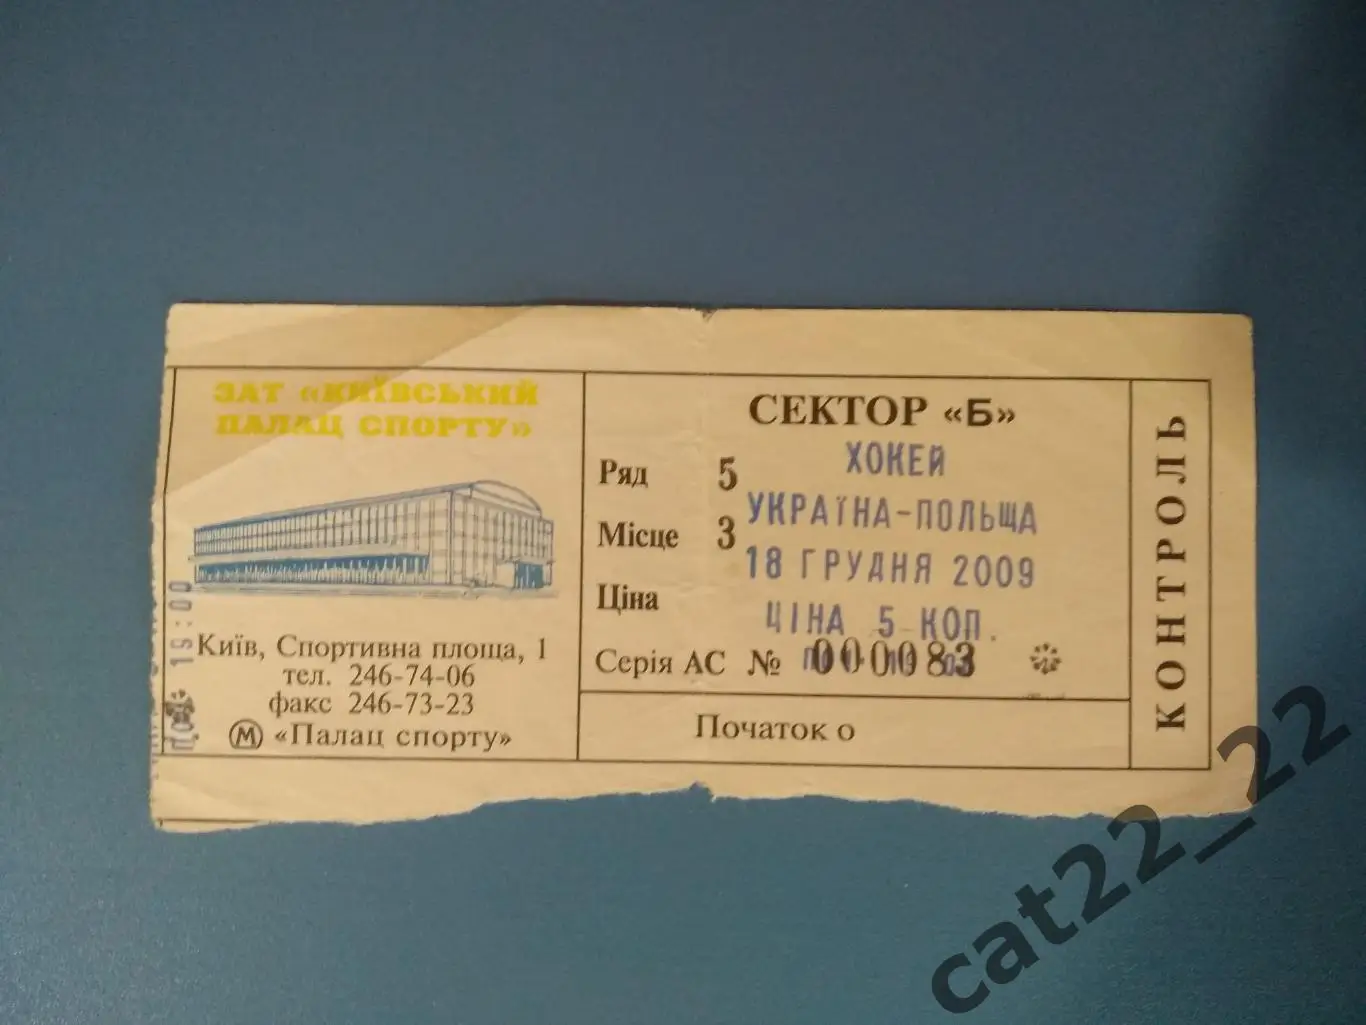 ЗАТ «КИЇВСЬКИЙ
ПАЛАЦ СПОРТУ»
Київ, Спортивна площа, 1
тел. 246-74-06
факс 246-73-23
М «Палац спорту»
19:00
СЕКТОР «Б»
ХОКЕЙ
Ряд 5
УКРАЇНА-ПОЛЬЩА
Місце 3
18 ГРУДНЯ 2009
Ціна
ЦІНА 5 КОП.
Серія АС № 000083
Початок о
КОНТРОЛЬ
cat22_22